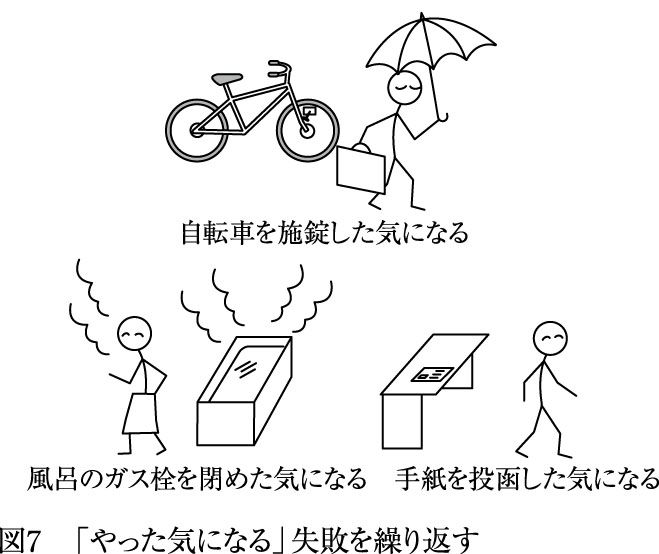 自転車を施錠した気になる
風呂のガス栓を閉めた気になる
手紙を投函した気になる
図7 「やった気になる」失敗を繰り返す